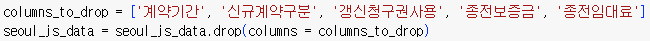 columns_to_drop = ['계약기간', '신규계약구분', '갱신청구권사용', '종전보증금', '종전임대료']
seoul_js_data = seoul_js_data.drop(columns = columns_to_drop)